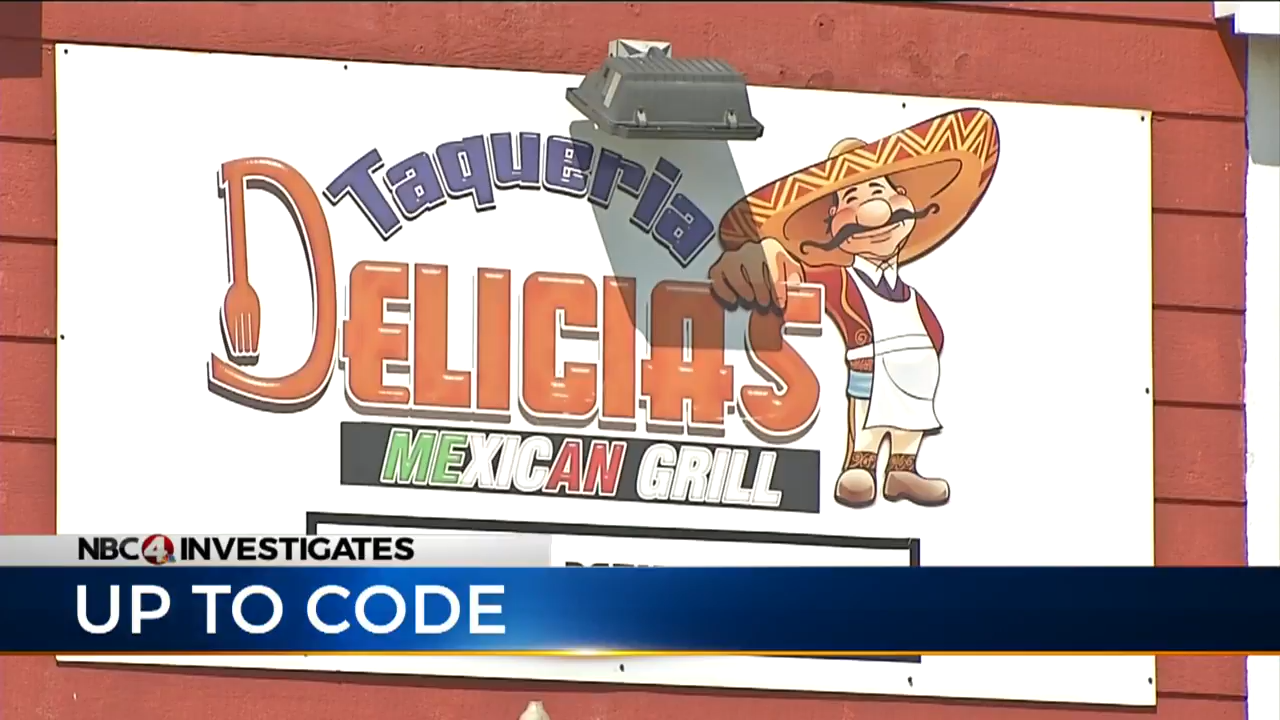 Taqueria
DELICIAS
MEXICAN GRILL
NBC4 INVESTIGATES
UP TO CODE